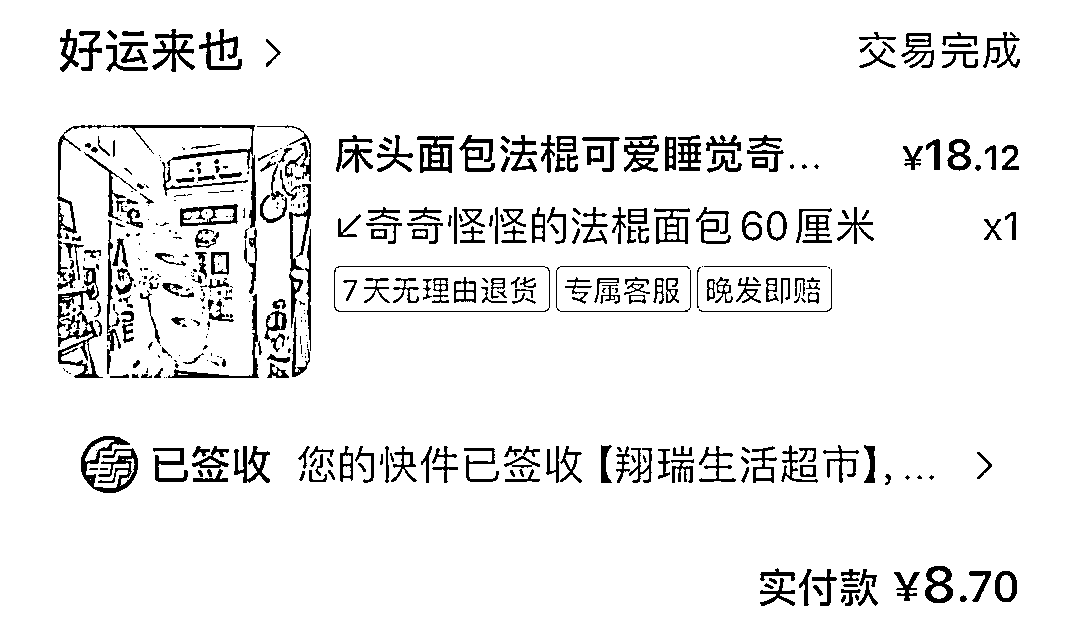 好运来也 >
交易完成
床头面包法棍可爱睡觉奇... ¥18.12
↙奇奇怪怪的法棍面包60厘米 x1
7天无理由退货 专属客服 晚发即赔
已签收 您的快件已签收【翔瑞生活超市】, ... >
实付款 ¥8.70